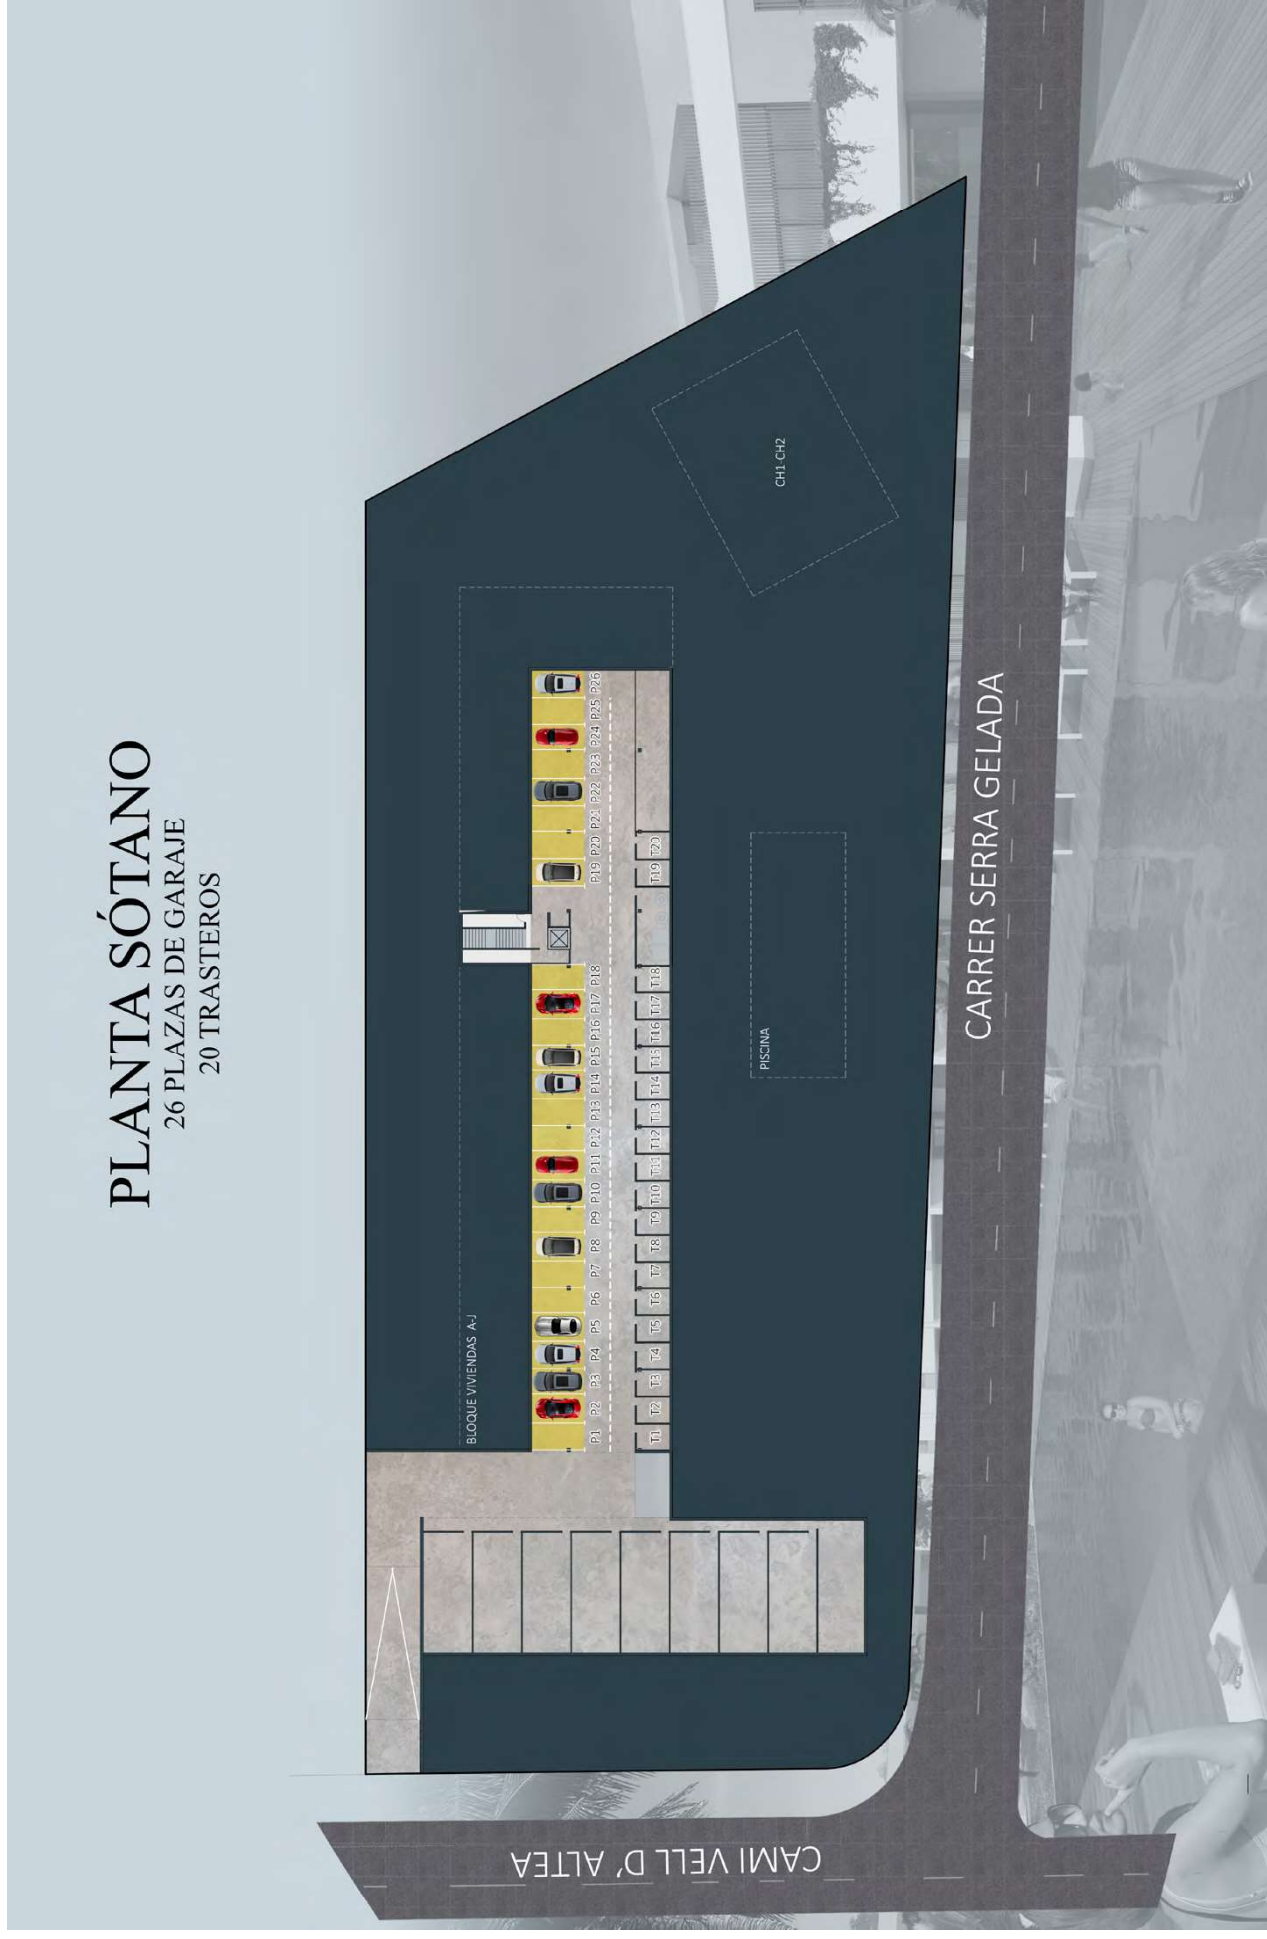 PLANTA SÓTANO
26 PLAZAS DE GARAJE
20 TRASTEROS
BLOQUE VIVIENDAS A-J
P1 P2 P3 P4 P5 P6 P7 P8 P9 P10 P11 P12 P13 P14 P15 P16 P17 P18 P19 P20 P21 P22 P23 P24 P25 P26
T1 T2 T3 T4 T5 T6 T7 T8 T9 T10 T11 T12 T13 T14 T15 T16 T17 T18 T19 T20
PISCINA
CH1-CH2
CARRER SERRA GELADA
CAMI VELL D' ALTEA